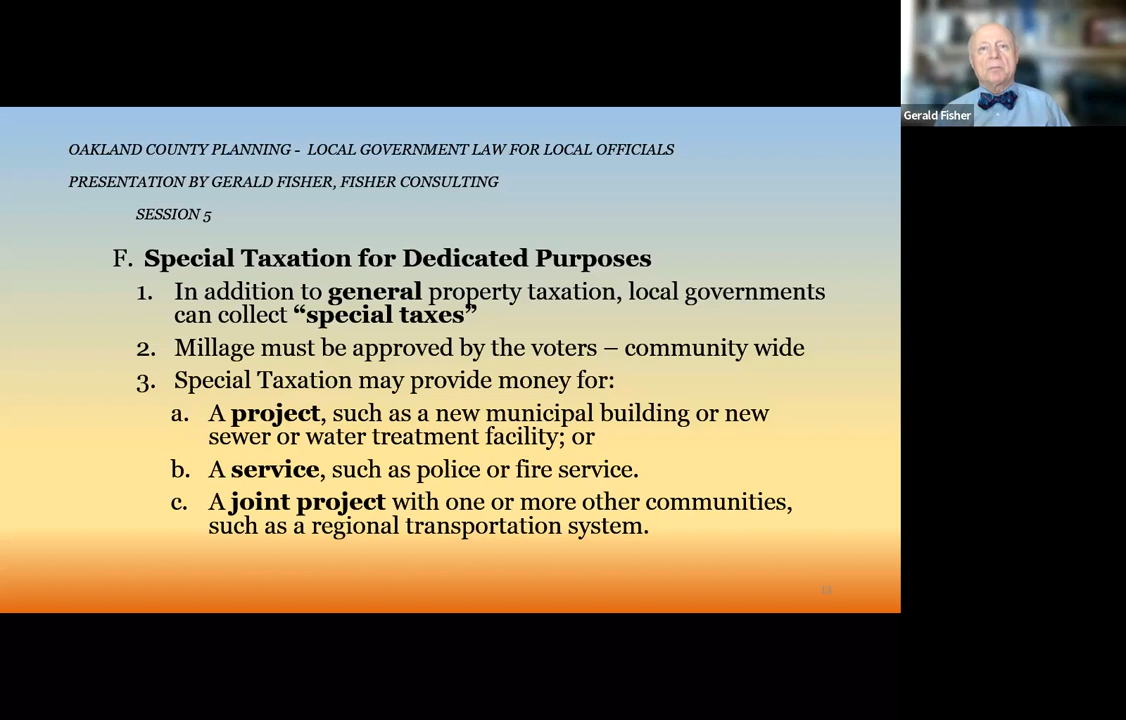 Gerald Fisher
OAKLAND COUNTY PLANNING - LOCAL GOVERNMENT LAW FOR LOCAL OFFICIALS
PRESENTATION BY GERALD FISHER, FISHER CONSULTING
SESSION 5
F. Special Taxation for Dedicated Purposes
1. In addition to general property taxation, local governments
can collect “special taxes”
2. Millage must be approved by the voters – community wide
3. Special Taxation may provide money for:
a. A project, such as a new municipal building or new
sewer or water treatment facility; or
b. A service, such as police or fire service.
c. A joint project with one or more other communities,
such as a regional transportation system.